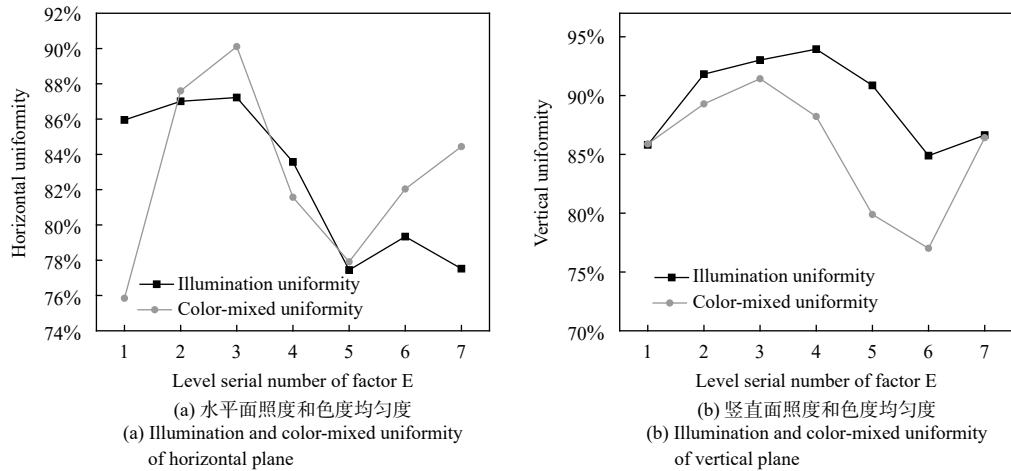 92%
90%
88%
86%
84%
82%
80%
78%
76%
74%
Horizontal uniformity
Illumination uniformity
Color-mixed uniformity
1 2 3 4 5 6 7
Level serial number of factor E
(a) 水平面照度和色度均匀度
(a) Illumination and color-mixed uniformity
of horizontal plane
95%
90%
85%
80%
75%
70%
Vertical uniformity
Illumination uniformity
Color-mixed uniformity
1 2 3 4 5 6 7
Level serial number of factor E
(b) 竖直面照度和色度均匀度
(b) Illumination and color-mixed uniformity
of vertical plane